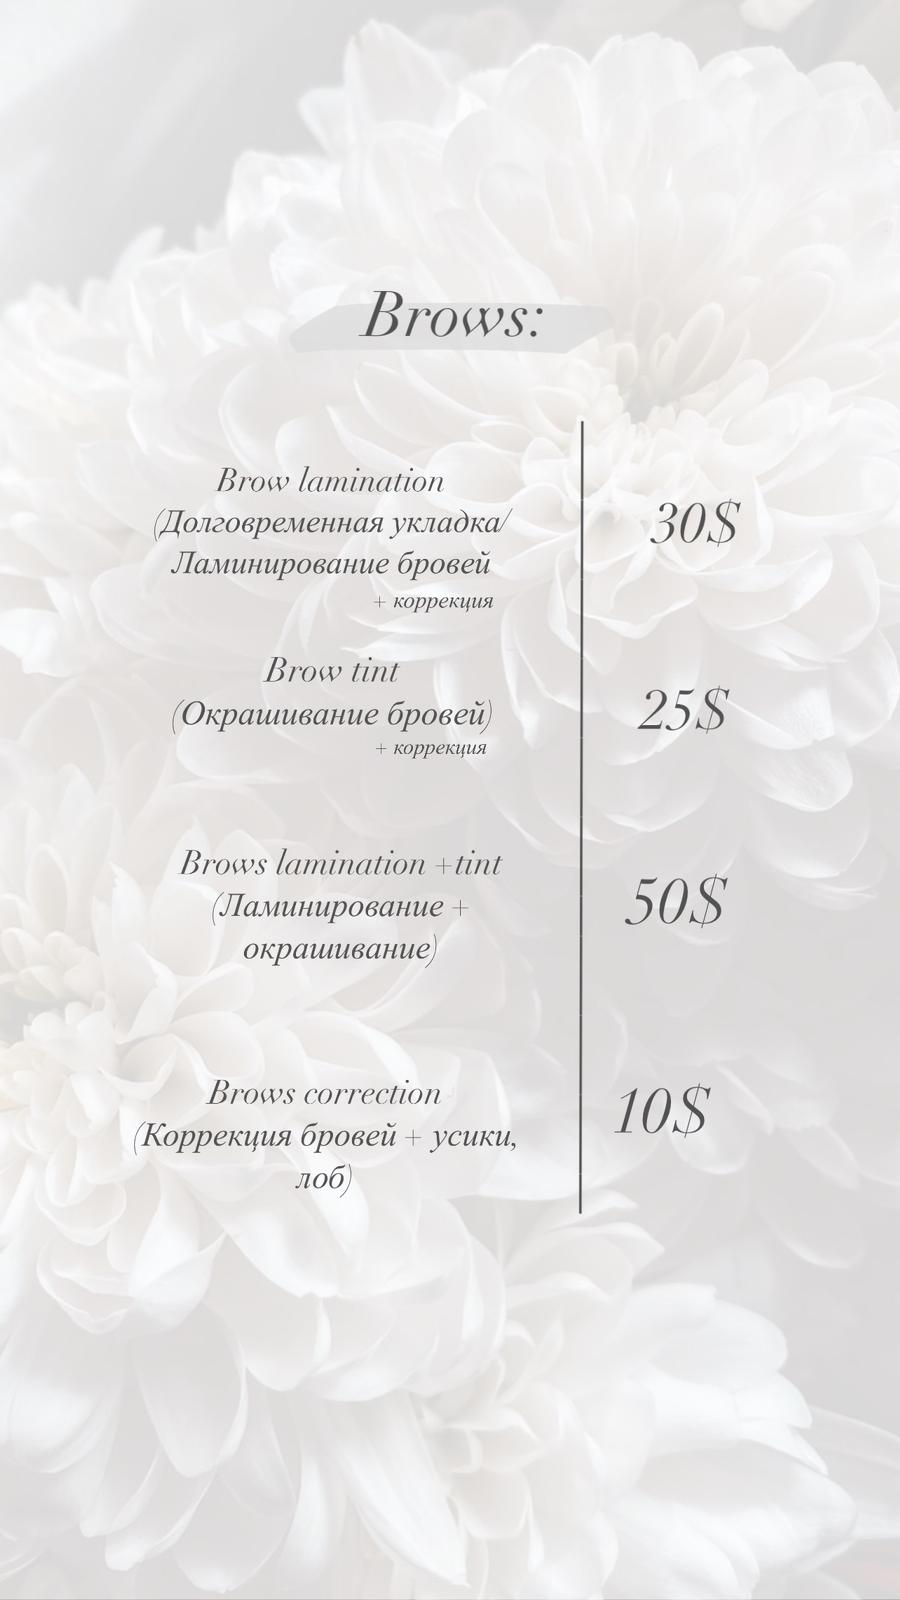 Brows:
Brow lamination
(Долговременная укладка/
Ламинирование бровей
+ коррекция
30$
Brow tint
(Окрашивание бровей)
+ коррекция
25$
Brows lamination +tint
(Ламинирование +
окрашивание)
50$
Brows correction
(Коррекция бровей + усики,
лоб)
10$